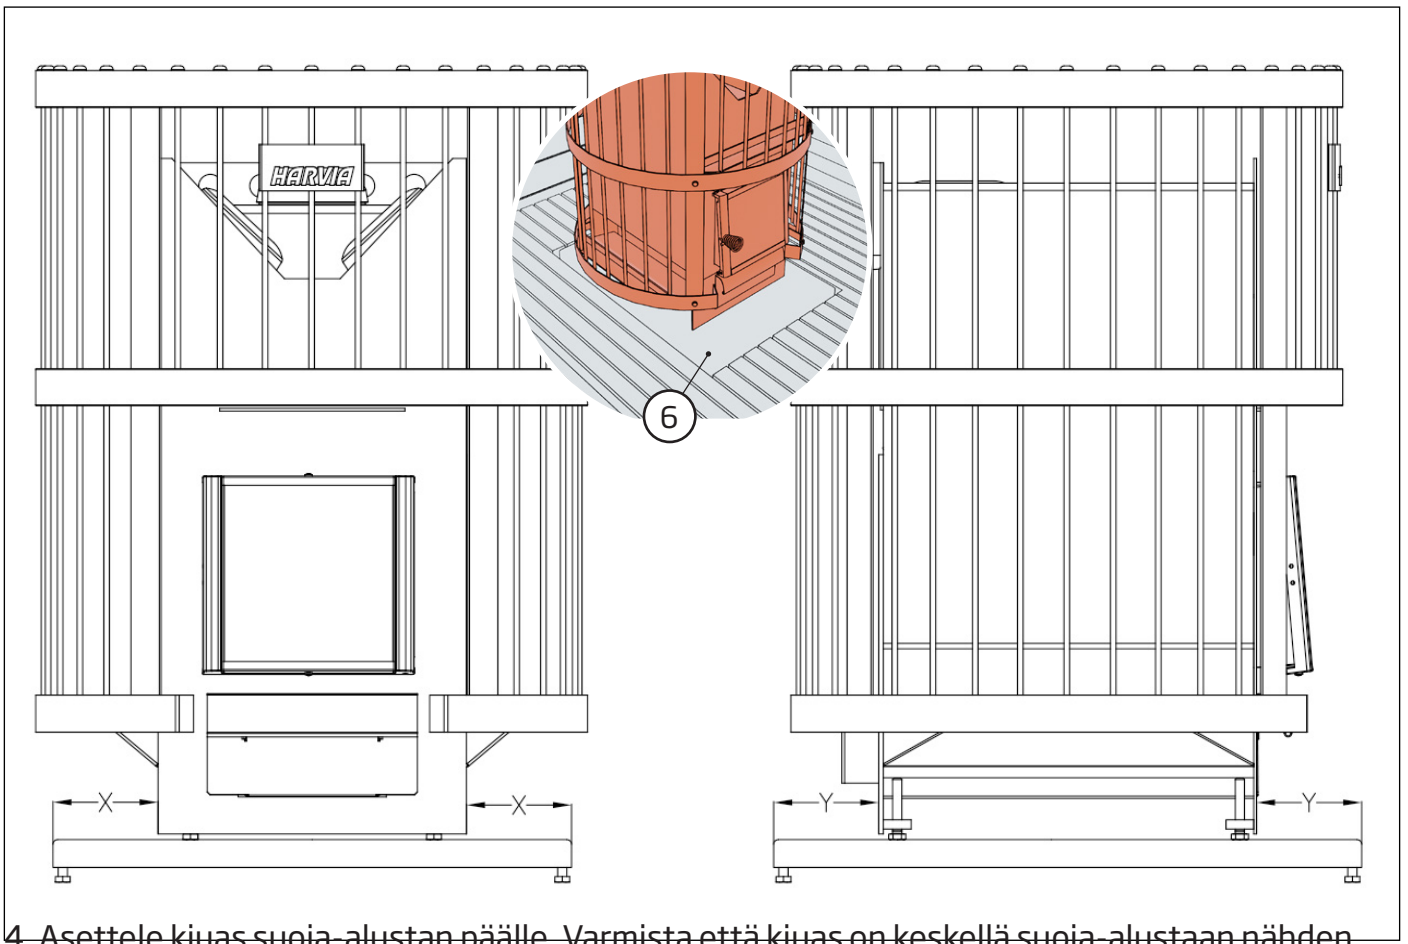 HARVIA
6
X
X
Y
Y
4. Asettele kiuas suoja-alustan päälle. Varmista että kiuas on keskellä suoja-alustaan nähden